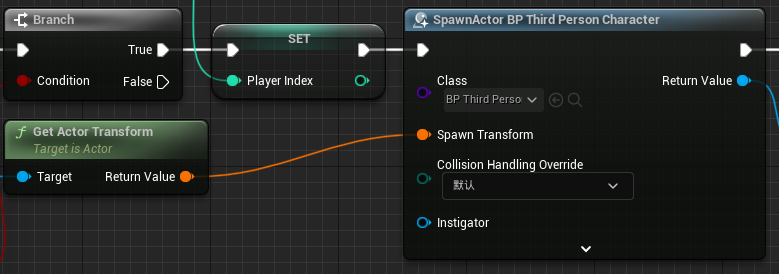 Branch
True
Condition
False
SET
Player Index
SpawnActor BP Third Person Character
Class
BP Third Perso
Return Value
Spawn Transform
Collision Handling Override
默认
Instigator
Get Actor Transform
Target is Actor
Target
Return Value